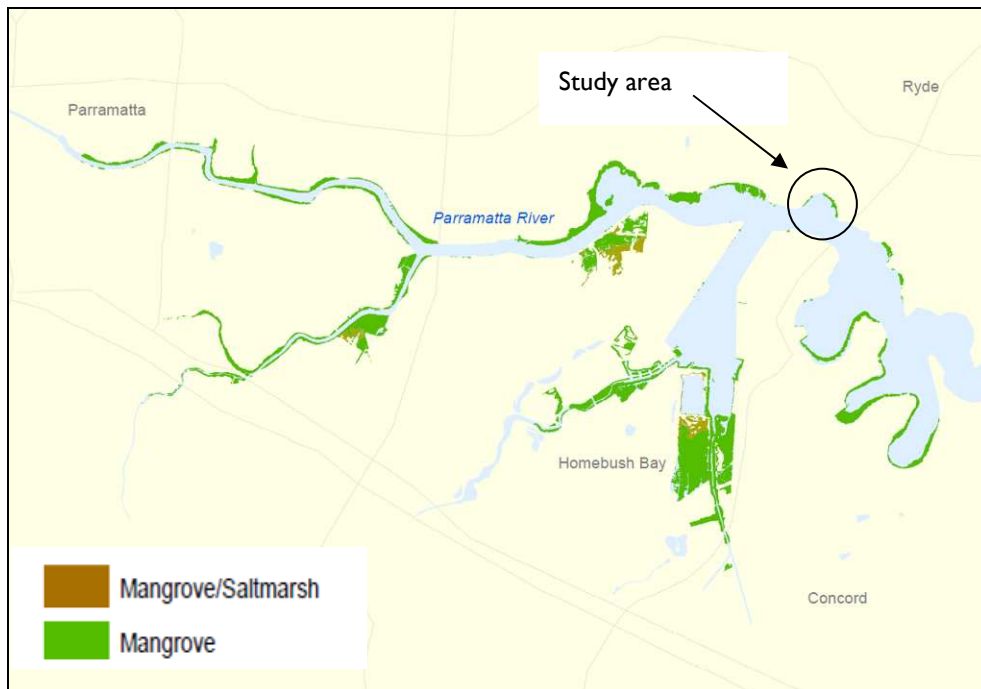 Study area
Ryde
Parramatta
Parramatta River
Homebush Bay
Mangrove/Saltmarsh
Mangrove
Concord